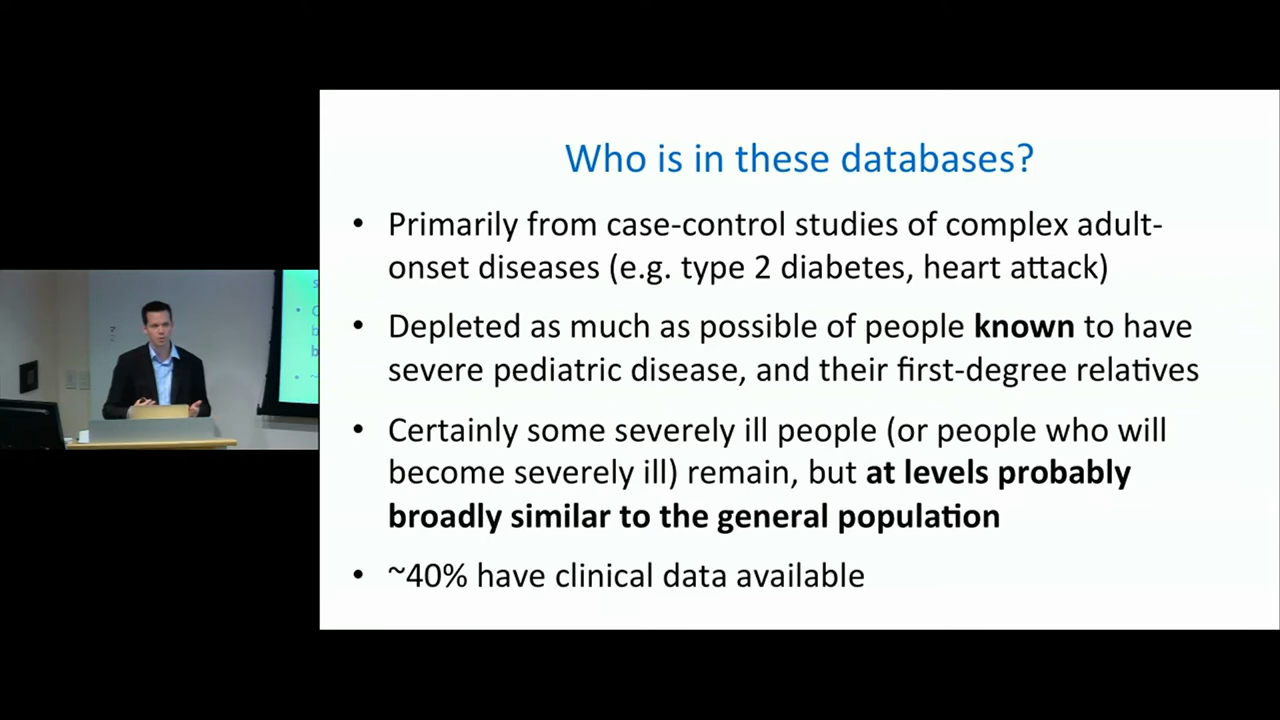 Who is in these databases?
• Primarily from case-control studies of complex adult-
onset diseases (e.g. type 2 diabetes, heart attack)
• Depleted as much as possible of people known to have
severe pediatric disease, and their first-degree relatives
• Certainly some severely ill people (or people who will
become severely ill) remain, but at levels probably
broadly similar to the general population
• ~40% have clinical data available